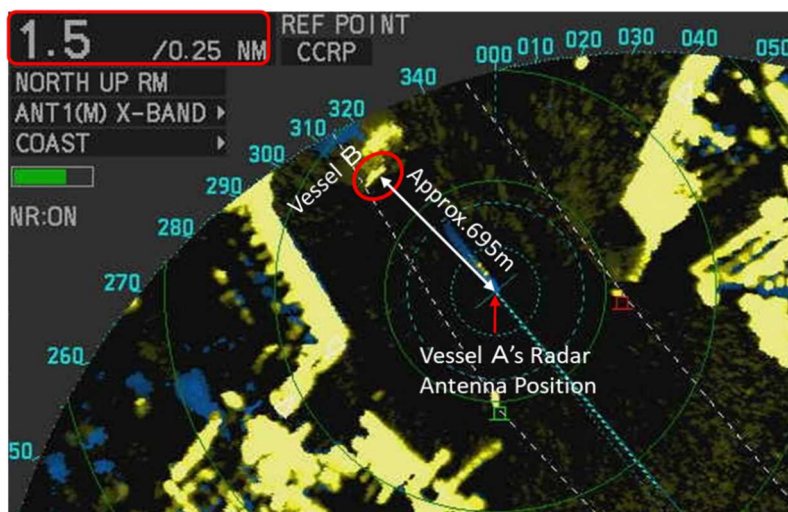 1.5 /0.25 NM
REF POINT
CCRP
NORTH UP RM
ANT1(M) X-BAND
COAST
NR:ON
000 010 020 030 040 050
340
320
310
300
290
280
270
260
50
Vessel B
Approx.695m
Vessel A's Radar
Antenna Position